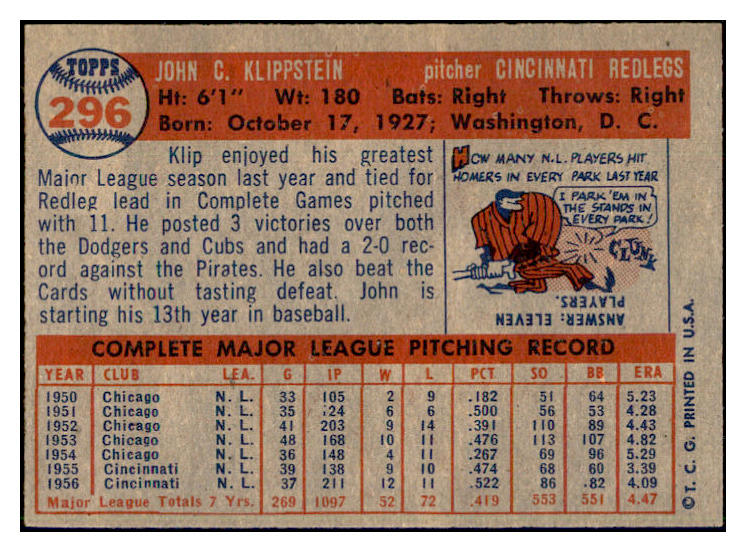 TOPPS
296
JOHN C. KLIPPSTEIN pitcher CINCINNATI REDLEGS
Ht: 6'1" Wt: 180 Bats: Right Throws: Right
Born: October 17, 1927; Washington, D. C.
Klip enjoyed his greatest
Major League season last year and tied for
Redleg lead in Complete Games pitched
with 11. He posted 3 victories over both
the Dodgers and Cubs and had a 2-0 rec-
ord against the Pirates. He also beat the
Cards without tasting defeat. John is
starting his 13th year in baseball.
HOW MANY N.L. PLAYERS HIT
HOMERS IN EVERY PARK LAST YEAR
I PARK 'EM IN
THE STANDS IN
EVERY PARK!
CLUNK
ANSWER: ELEVEN
PLAYERS.
COMPLETE MAJOR LEAGUE PITCHING RECORD
YEAR CLUB LEA. G IP W L PCT SO BB ERA
1950 Chicago N. L. 33 105 2 9 .182 51 64 5.23
1951 Chicago N. L. 35 124 6 6 .500 56 53 4.28
1952 Chicago N. L. 41 203 9 14 .391 110 89 4.43
1953 Chicago N. L. 48 168 10 11 .476 113 107 4.82
1954 Chicago N. L. 36 148 4 11 .267 69 96 5.29
1955 Cincinnati N. L. 39 138 9 10 .474 68 60 3.39
1956 Cincinnati N. L. 37 211 12 11 .522 86 82 4.09
Major League Totals 7 Yrs. 269 1097 52 72 .419 553 551 4.47
© T. C. G. PRINTED IN U.S.A.